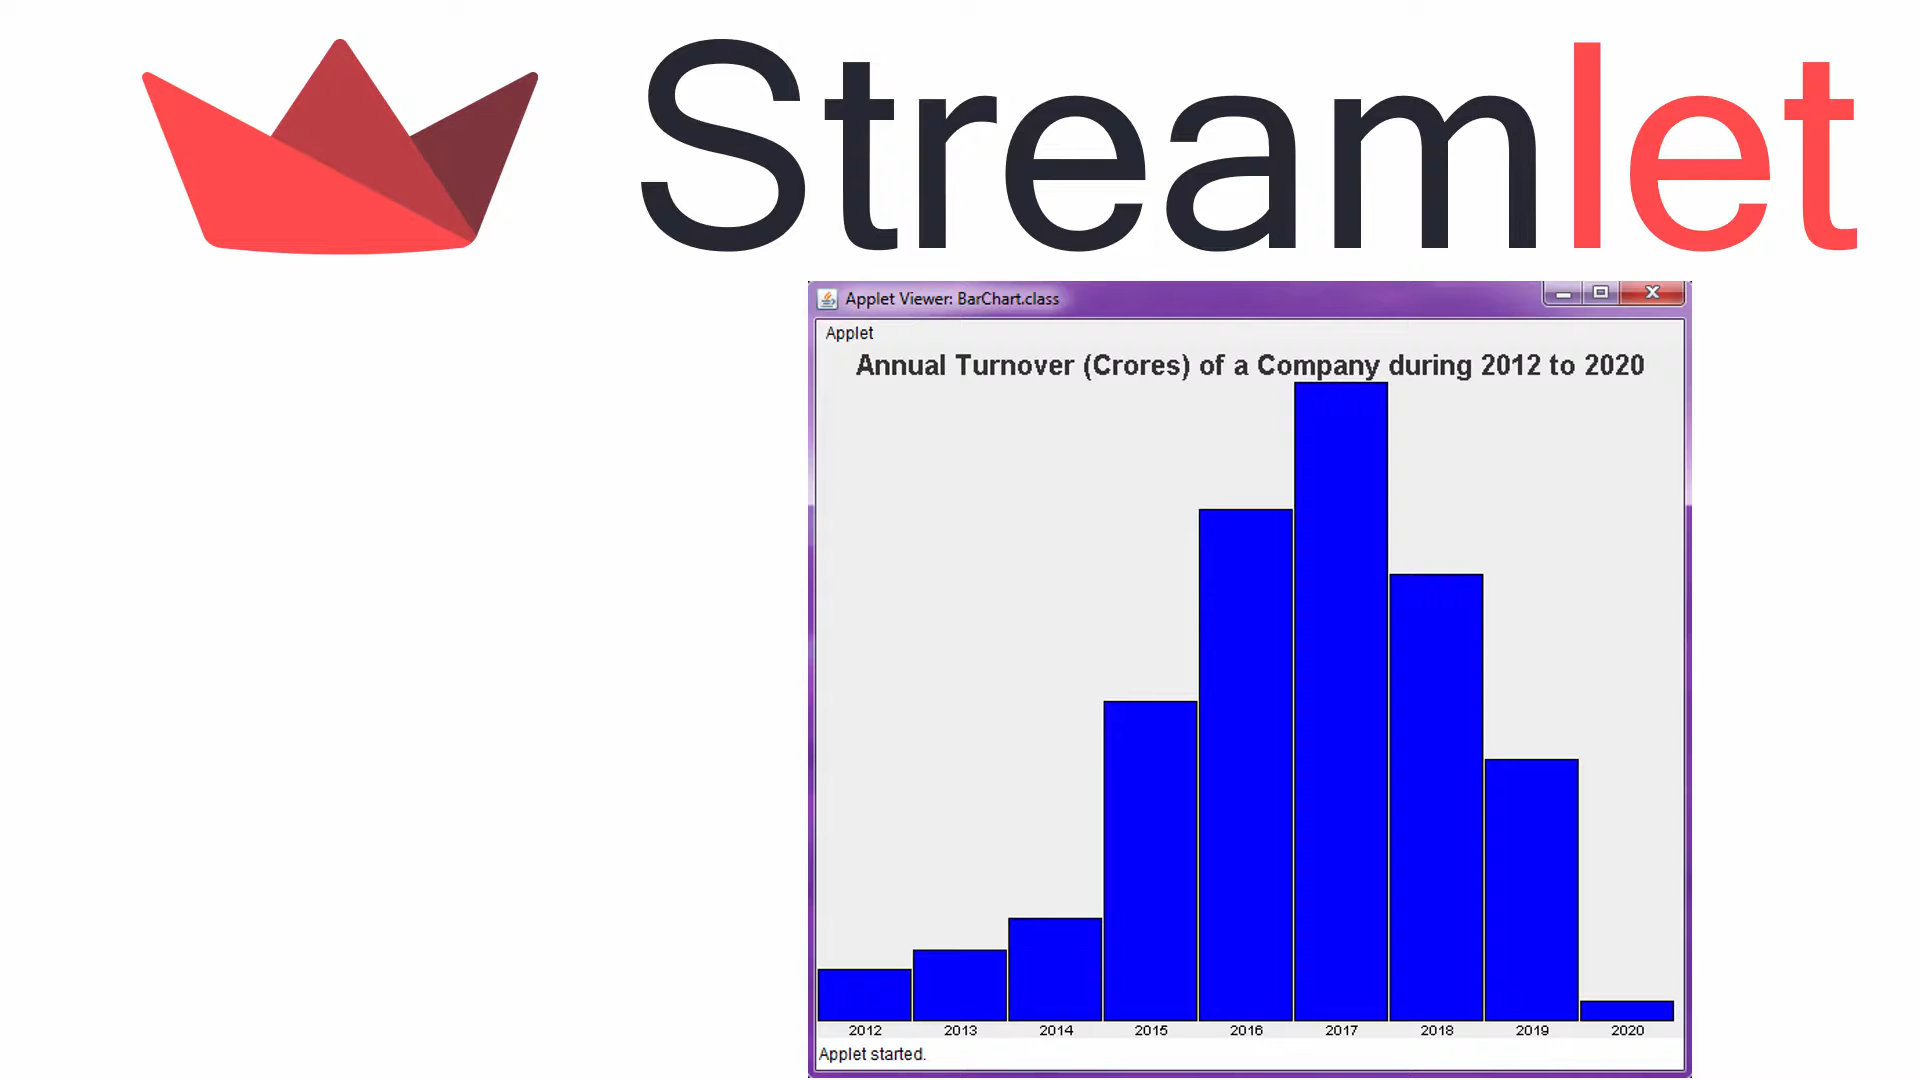 Streamlet
Applet Viewer: BarChart.class
Applet
Annual Turnover (Crores) of a Company during 2012 to 2020
2012 2013 2014 2015 2016 2017 2018 2019 2020
Applet started.